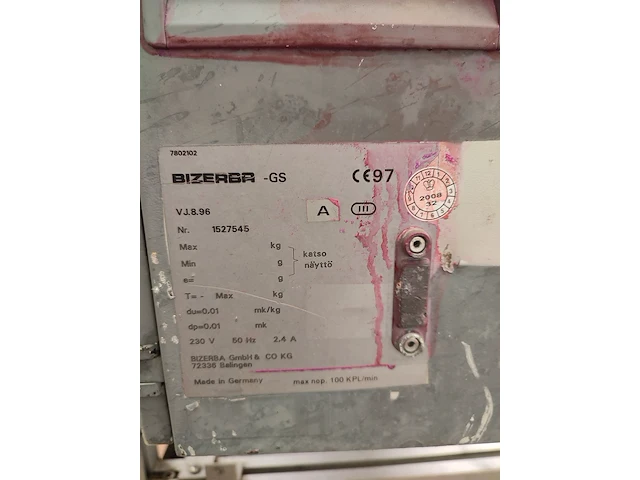 7802102
BIZERBA -GS CE97
VJ.8.96 A III
Nr. 1527545
Max kg
Min g
e= g
katso
näyttö
T=- Max kg
du=0.01 mk/kg
dp=0.01 mk
230 V 50 Hz 2.4 A
BIZERBA GmbH & CO KG
72336 Balingen
Made in Germany max nop. 100 KPL/min
2008
32